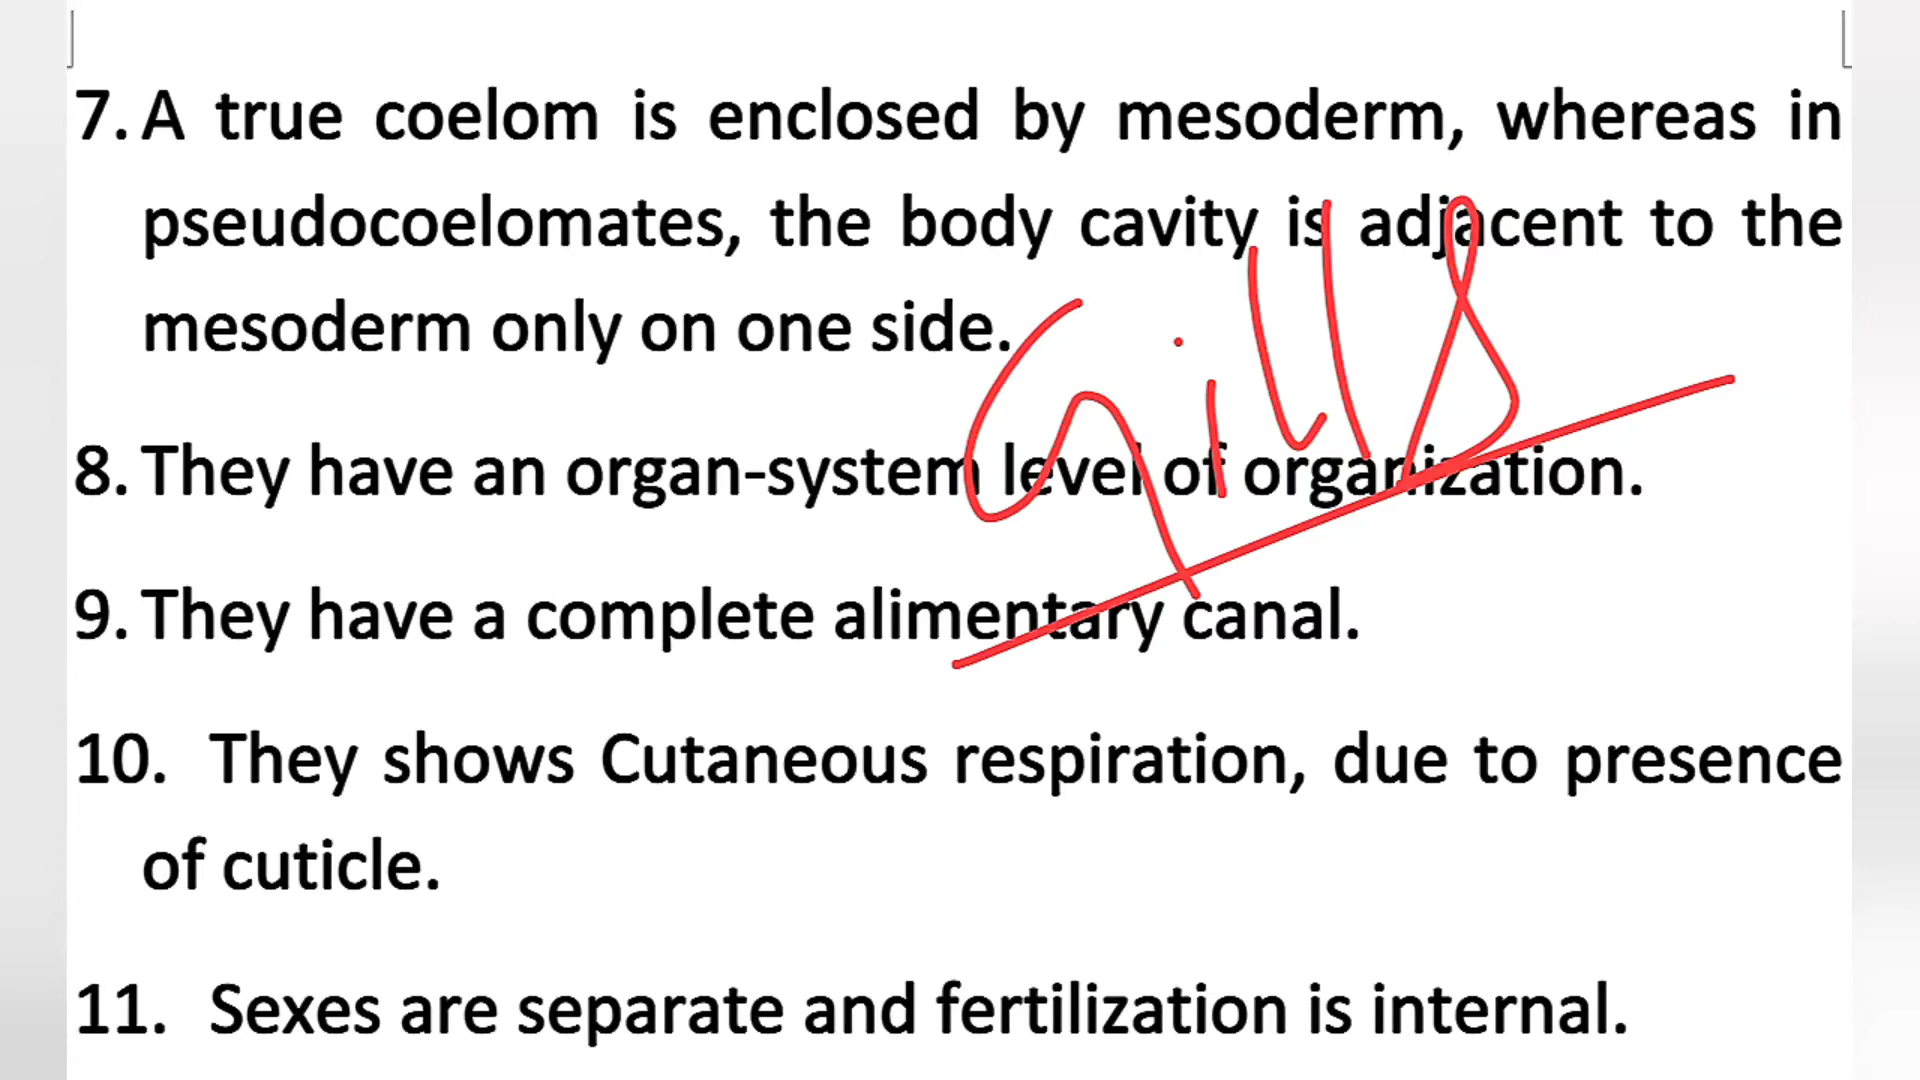 7. A true coelom is enclosed by mesoderm, whereas in
pseudocoelomates, the body cavity is adjacent to the
mesoderm only on one side.
Gills
8. They have an organ-system level of organization.
9. They have a complete alimentary canal.
10. They shows Cutaneous respiration, due to presence
of cuticle.
11. Sexes are separate and fertilization is internal.